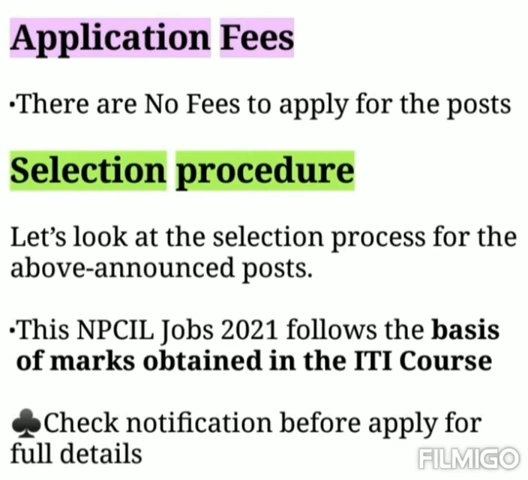 Application Fees
•There are No Fees to apply for the posts
Selection procedure
Let’s look at the selection process for the
above-announced posts.
•This NPCIL Jobs 2021 follows the basis
of marks obtained in the ITI Course
♣Check notification before apply for
full details
FILMIGO